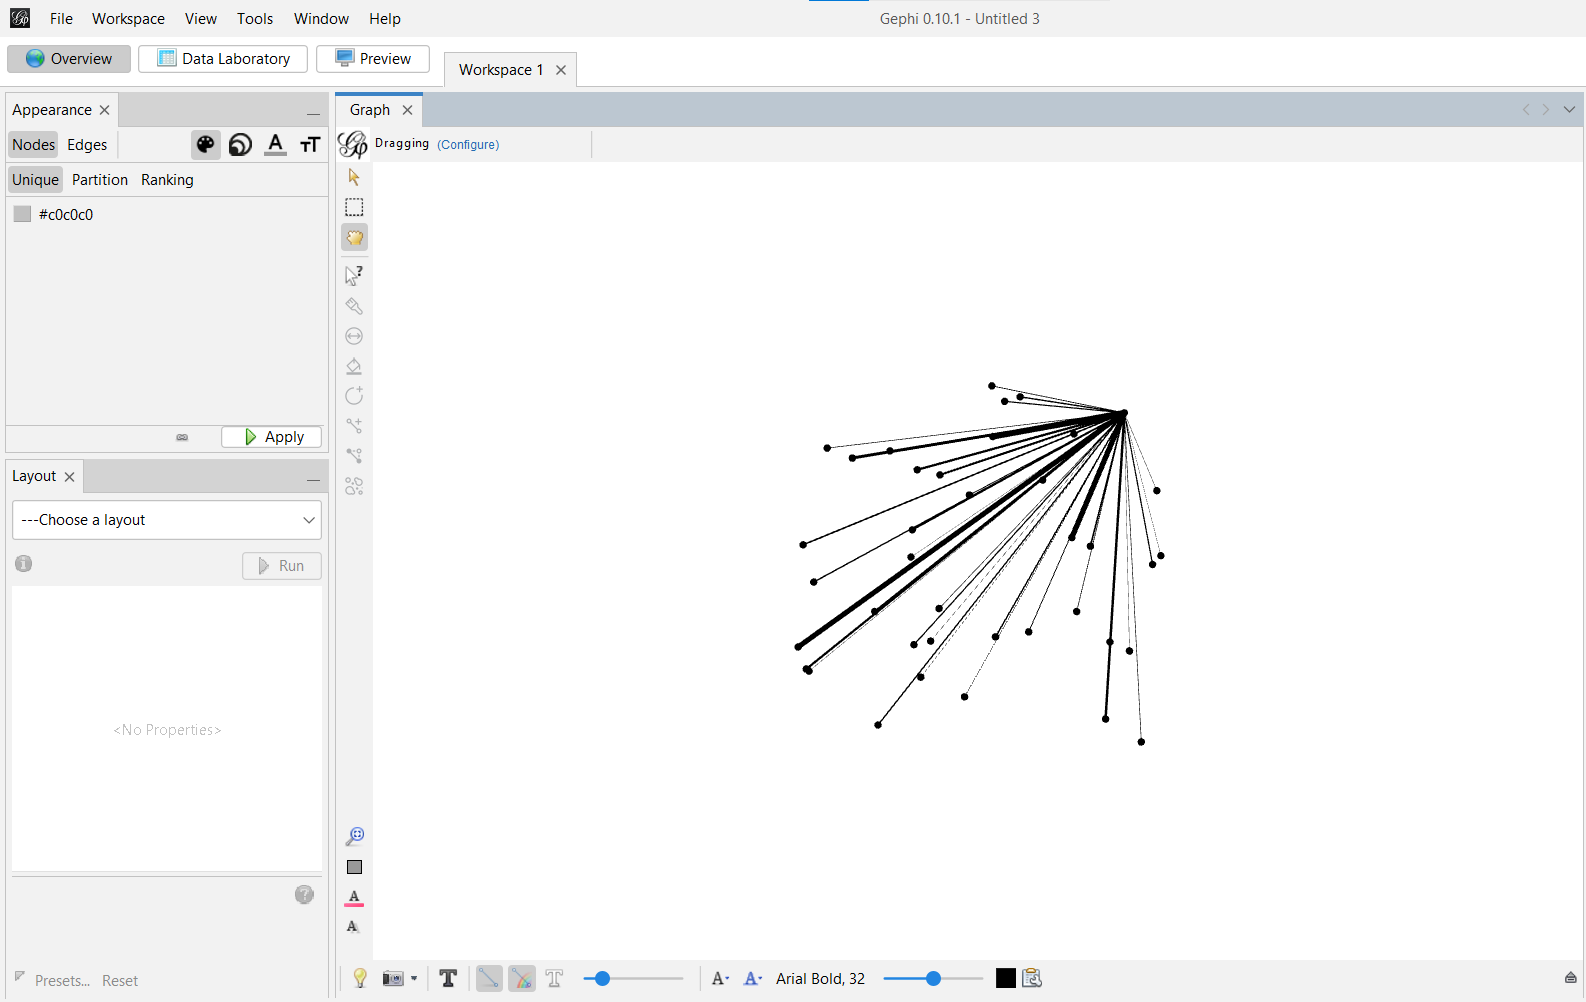 File Workspace View Tools Window Help
Gephi 0.10.1 - Untitled 3
Overview Data Laboratory Preview
Workspace 1
Appearance
Nodes Edges
Unique Partition Ranking
#c0c0c0
Apply
Layout
---Choose a layout
Run
<No Properties>
Presets... Reset
Graph
Dragging (Configure)
Arial Bold, 32